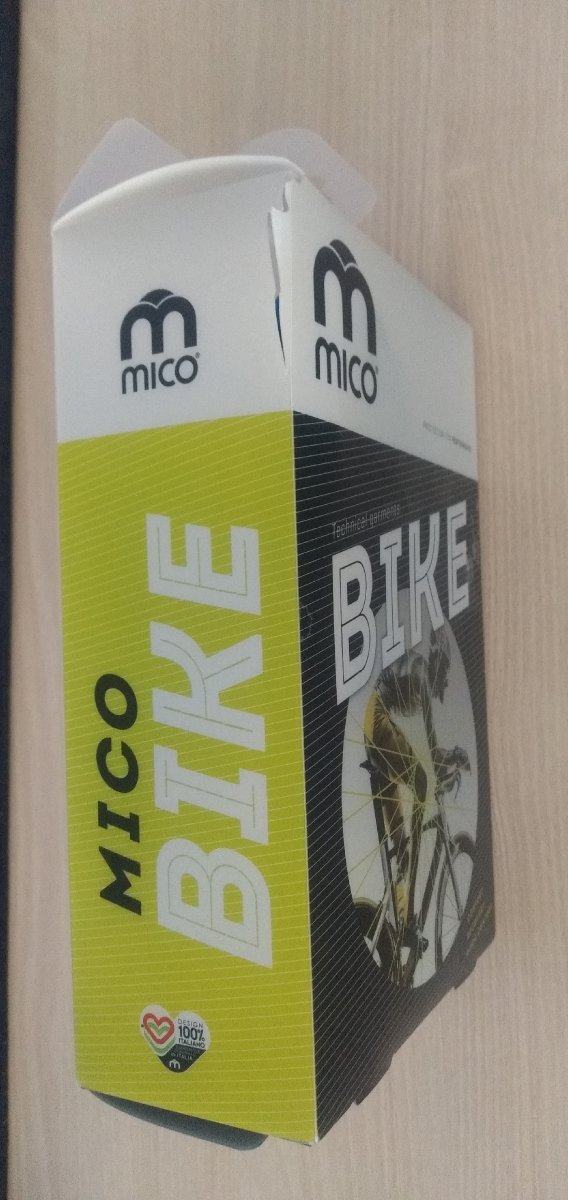 mico®
MICO
BIKE
DESIGN
100%
ITALIANO
mico®
Technical garments
BIKE